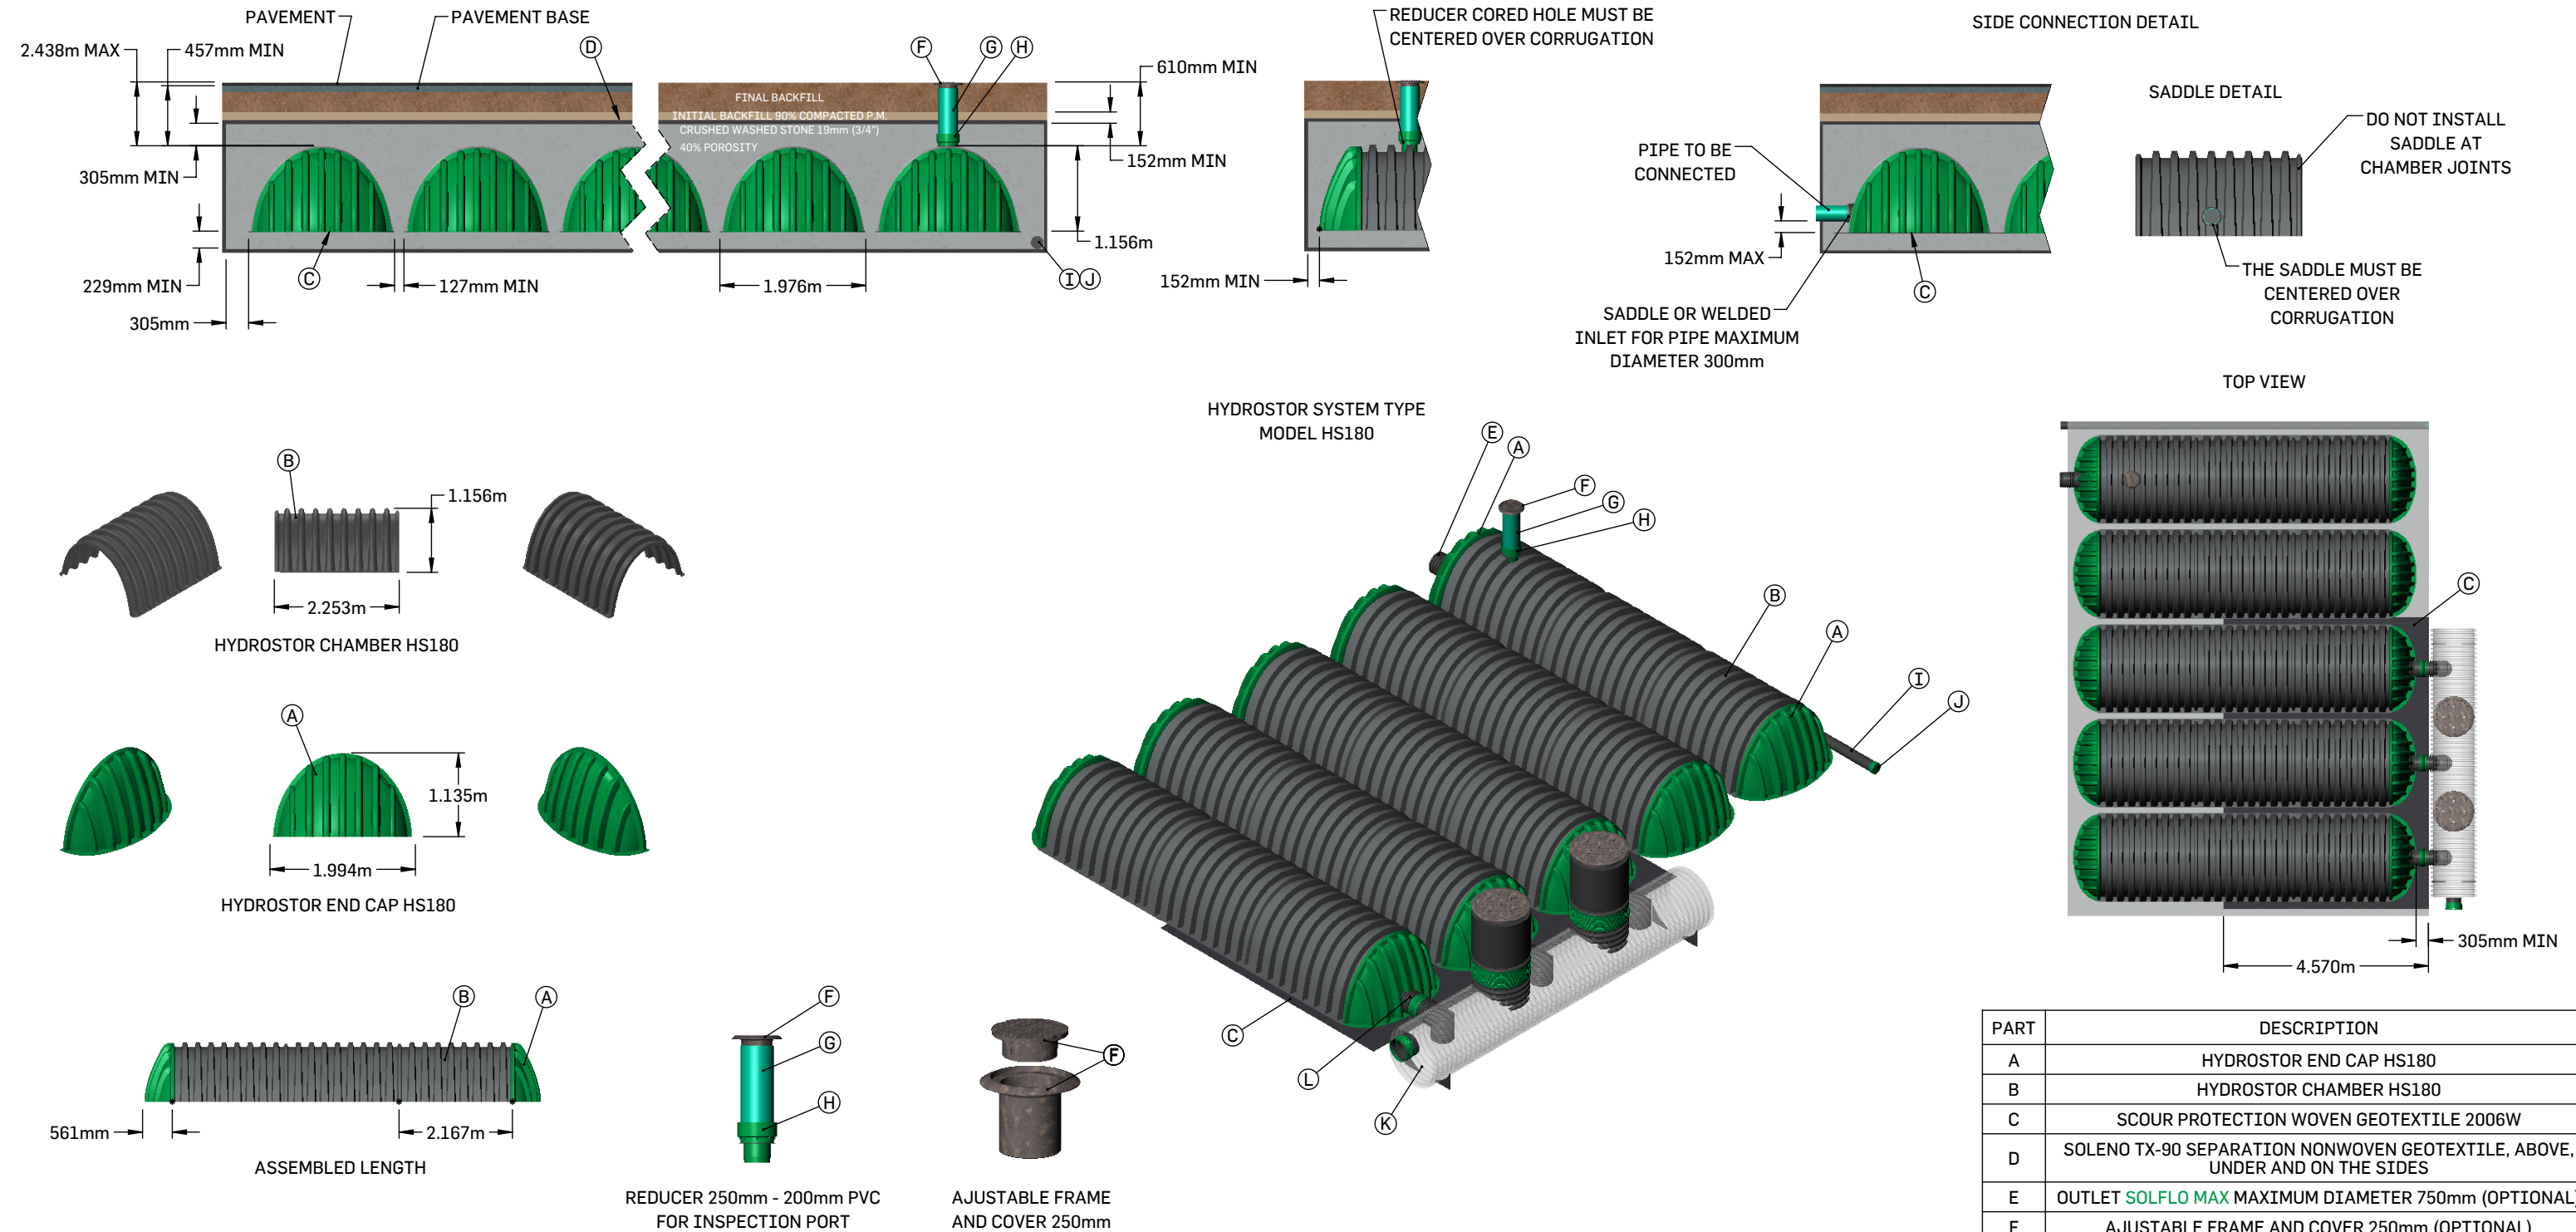 PAVEMENT
PAVEMENT BASE
2.438m MAX
457mm MIN
D
F
G
H
610mm MIN
FINAL BACKFILL
INITIAL BACKFILL 90% COMPACTED P.M.
CRUSHED WASHED STONE 19mm (3/4")
40% POROSITY
152mm MIN
305mm MIN
229mm MIN
C
127mm MIN
1.976m
1.156m
I
J
305mm
REDUCER CORED HOLE MUST BE
CENTERED OVER CORRUGATION
152mm MIN
SIDE CONNECTION DETAIL
PIPE TO BE
CONNECTED
152mm MAX
C
SADDLE OR WELDED
INLET FOR PIPE MAXIMUM
DIAMETER 300mm
SADDLE DETAIL
DO NOT INSTALL
SADDLE AT
CHAMBER JOINTS
THE SADDLE MUST BE
CENTERED OVER
CORRUGATION
TOP VIEW
C
305mm MIN
4.570m
HYDROSTOR SYSTEM TYPE
MODEL HS180
E
A
F
G
H
B
A
I
J
C
L
K
B
1.156m
2.253m
HYDROSTOR CHAMBER HS180
A
1.135m
1.994m
HYDROSTOR END CAP HS180
B
A
561mm
2.167m
ASSEMBLED LENGTH
F
G
H
REDUCER 250mm - 200mm PVC
FOR INSPECTION PORT
F
AJUSTABLE FRAME
AND COVER 250mm
PART DESCRIPTION
A HYDROSTOR END CAP HS180
B HYDROSTOR CHAMBER HS180
C SCOUR PROTECTION WOVEN GEOTEXTILE 2006W
D SOLENO TX-90 SEPARATION NONWOVEN GEOTEXTILE, ABOVE,
UNDER AND ON THE SIDES
E OUTLET SOLFLO MAX MAXIMUM DIAMETER 750mm (OPTIONAL)
F AJUSTABLE FRAME AND COVER 250mm (OPTIONAL)